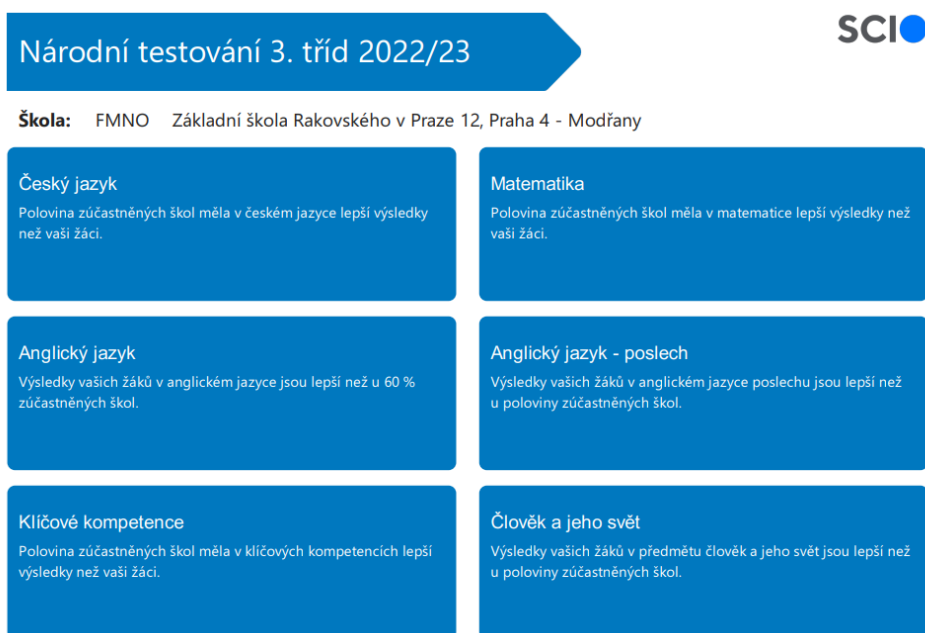 Národní testování 3. tříd 2022/23
SCIO
Škola: FMNO Základní škola Rakovského v Praze 12, Praha 4 - Modřany
Český jazyk
Polovina zúčastněných škol měla v českém jazyce lepší výsledky
než vaši žáci.
Matematika
Polovina zúčastněných škol měla v matematice lepší výsledky než
vaši žáci.
Anglický jazyk
Výsledky vašich žáků v anglickém jazyce jsou lepší než u 60 %
zúčastněných škol.
Anglický jazyk - poslech
Výsledky vašich žáků v anglickém jazyce poslechu jsou lepší než
u poloviny zúčastněných škol.
Klíčové kompetence
Polovina zúčastněných škol měla v klíčových kompetencích lepší
výsledky než vaši žáci.
Člověk a jeho svět
Výsledky vašich žáků v předmětu člověk a jeho svět jsou lepší než
u poloviny zúčastněných škol.